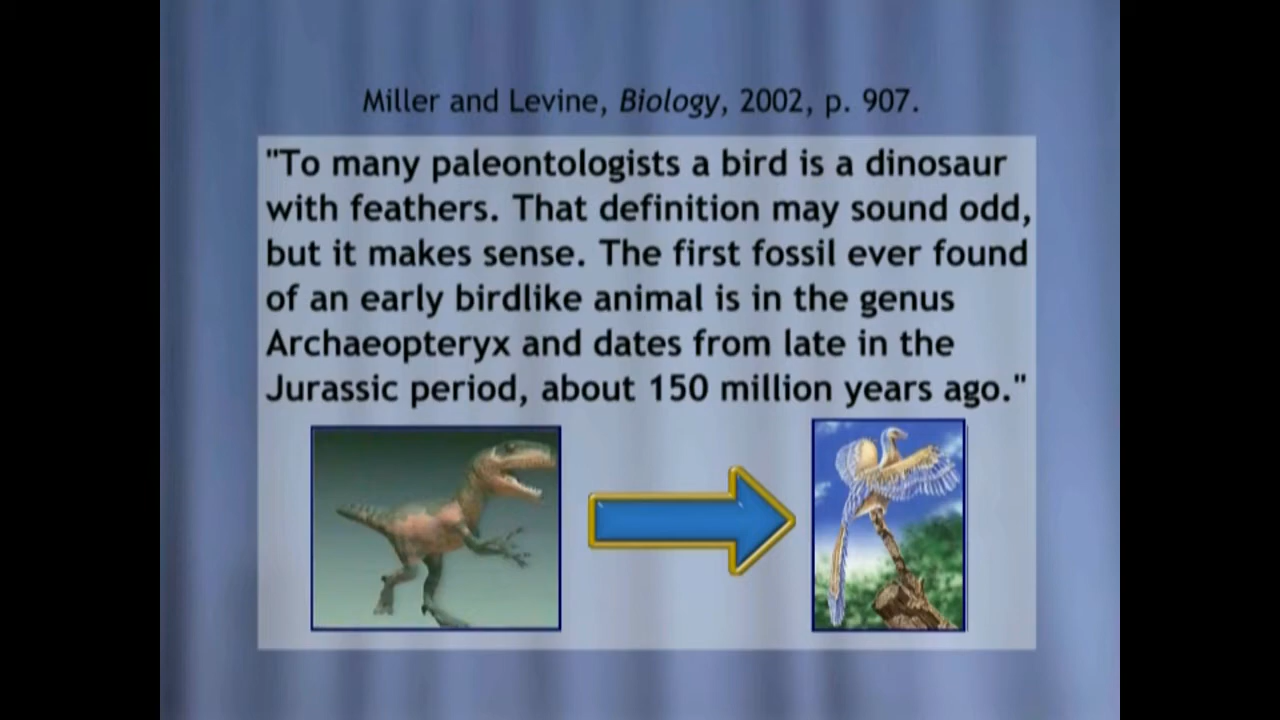 Miller and Levine, Biology, 2002, p. 907.
"To many paleontologists a bird is a dinosaur
with feathers. That definition may sound odd,
but it makes sense. The first fossil ever found
of an early birdlike animal is in the genus
Archaeopteryx and dates from late in the
Jurassic period, about 150 million years ago."